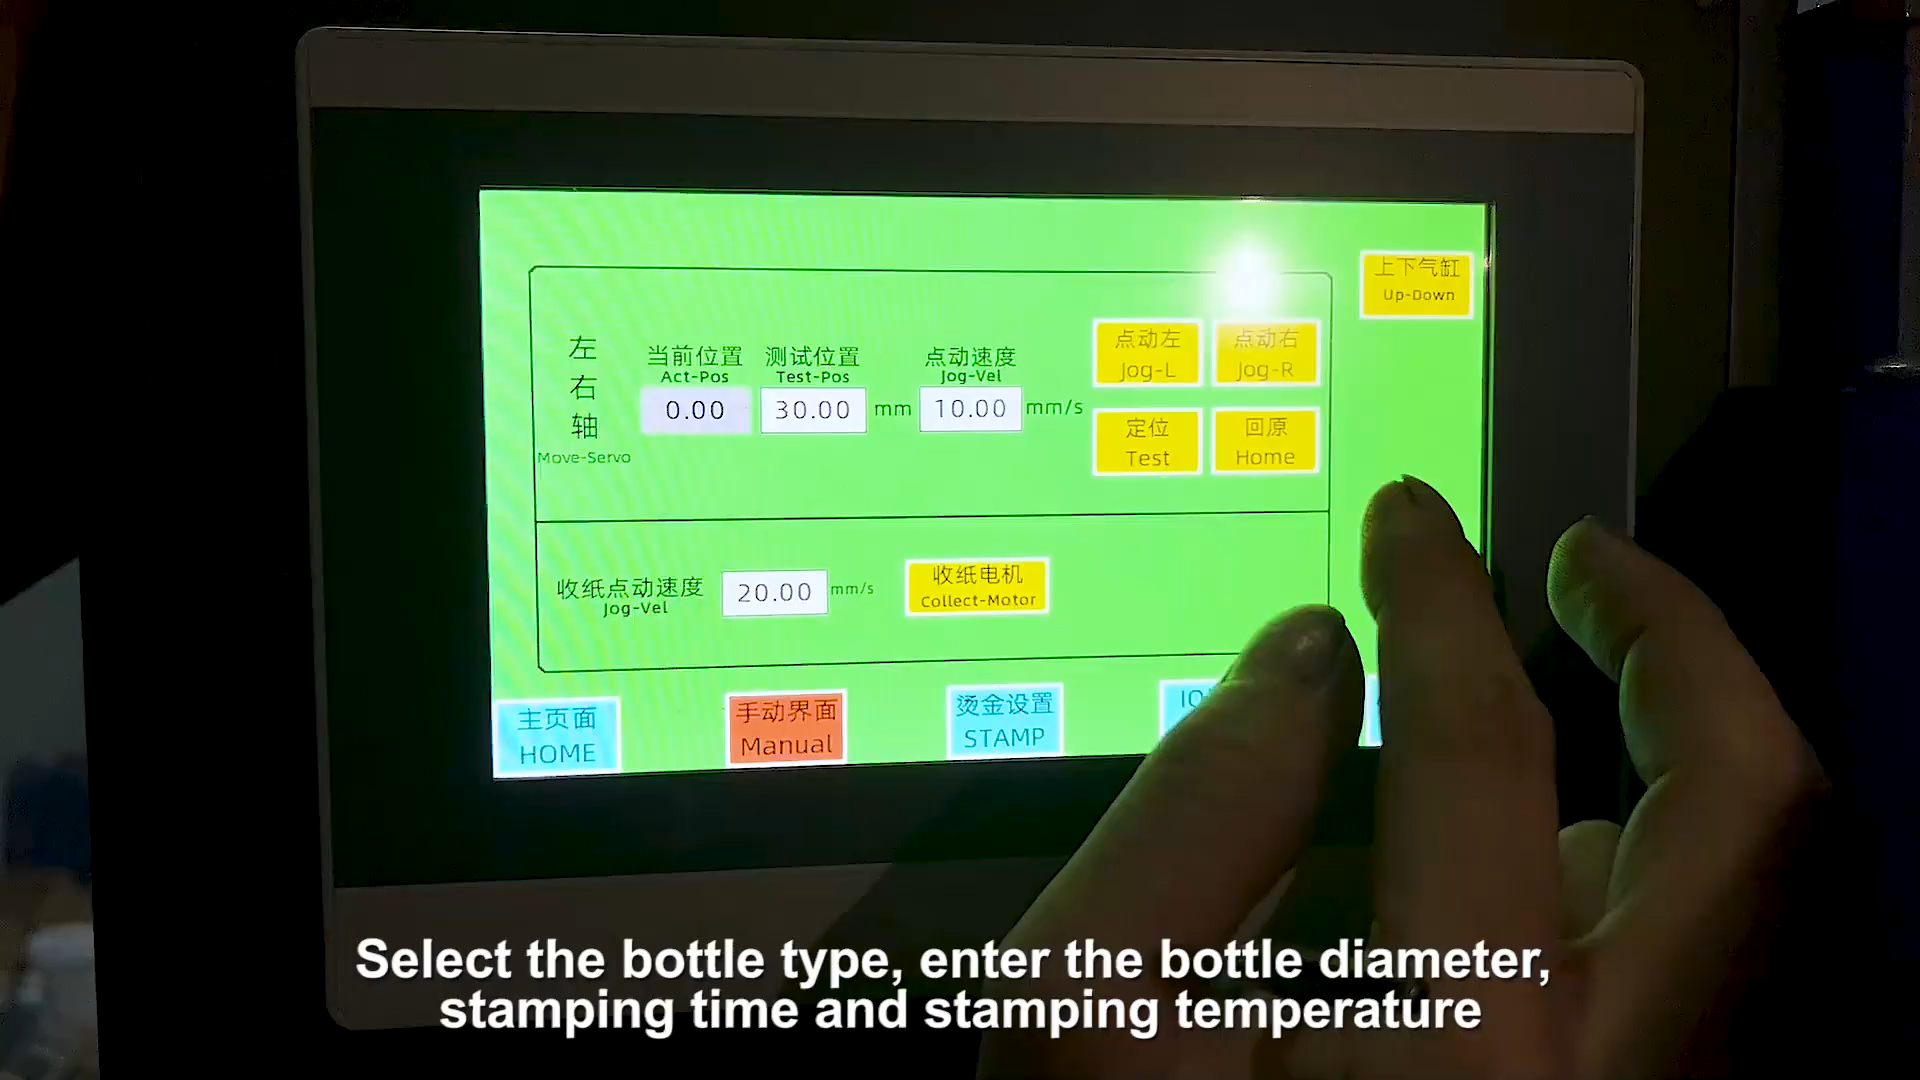 上下气缸
Up-Down
左
右
轴
Move-Servo
当前位置
Act-Pos
0.00
测试位置
Test-Pos
30.00 mm
点动速度
Jog-Vel
10.00 mm/s
点动左
Jog-L
点动右
Jog-R
定位
Test
回原
Home
收纸点动速度
Jog-Vel
20.00 mm/s
收纸电机
Collect-Motor
主页面
HOME
手动界面
Manual
烫金设置
STAMP
Select the bottle type, enter the bottle diameter,
stamping time and stamping temperature